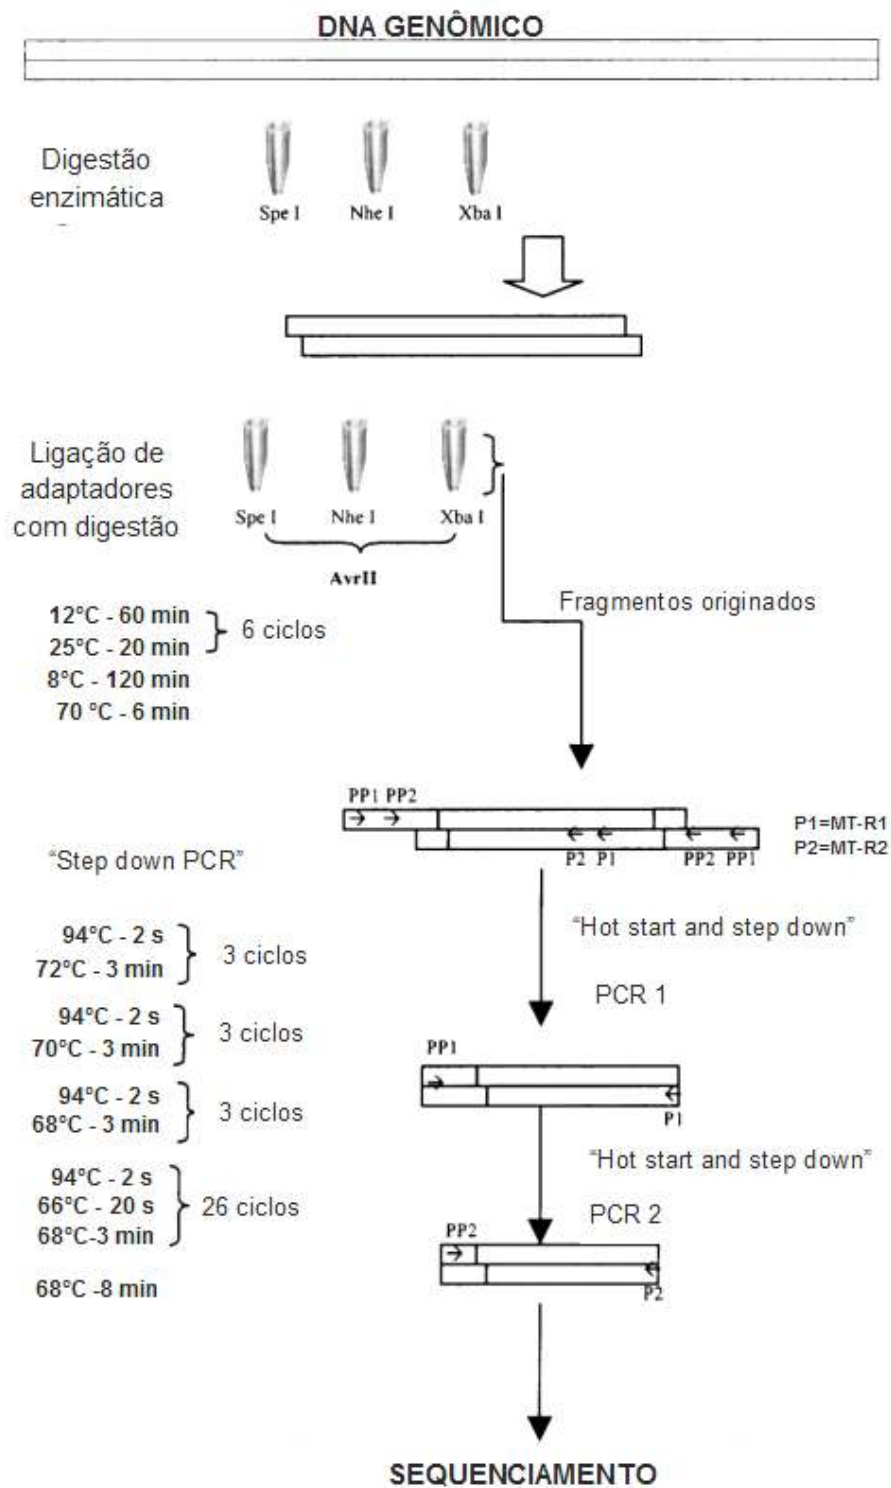 DNA GENÔMICO
Digestão
enzimática
Spe I
Nhe I
Xba I
Ligação de
adaptadores
com digestão
Spe I
Nhe I
Xba I
AvrII
12°C - 60 min
25°C - 20 min
6 ciclos
8°C - 120 min
70 °C - 6 min
Fragmentos originados
PP1 PP2
P2 P1
PP2 PP1
P1=MT-R1
P2=MT-R2
“Step down PCR”
94°C - 2 s
72°C - 3 min
3 ciclos
94°C - 2 s
70°C - 3 min
3 ciclos
94°C - 2s
68°C - 3 min
3 ciclos
94°C - 2 s
66°C - 20 s
68°C-3 min
26 ciclos
68°C -8 min
“Hot start and step down”
PCR 1
PP1
P1
“Hot start and step down”
PCR 2
PP2
P2
SEQUENCIAMENTO